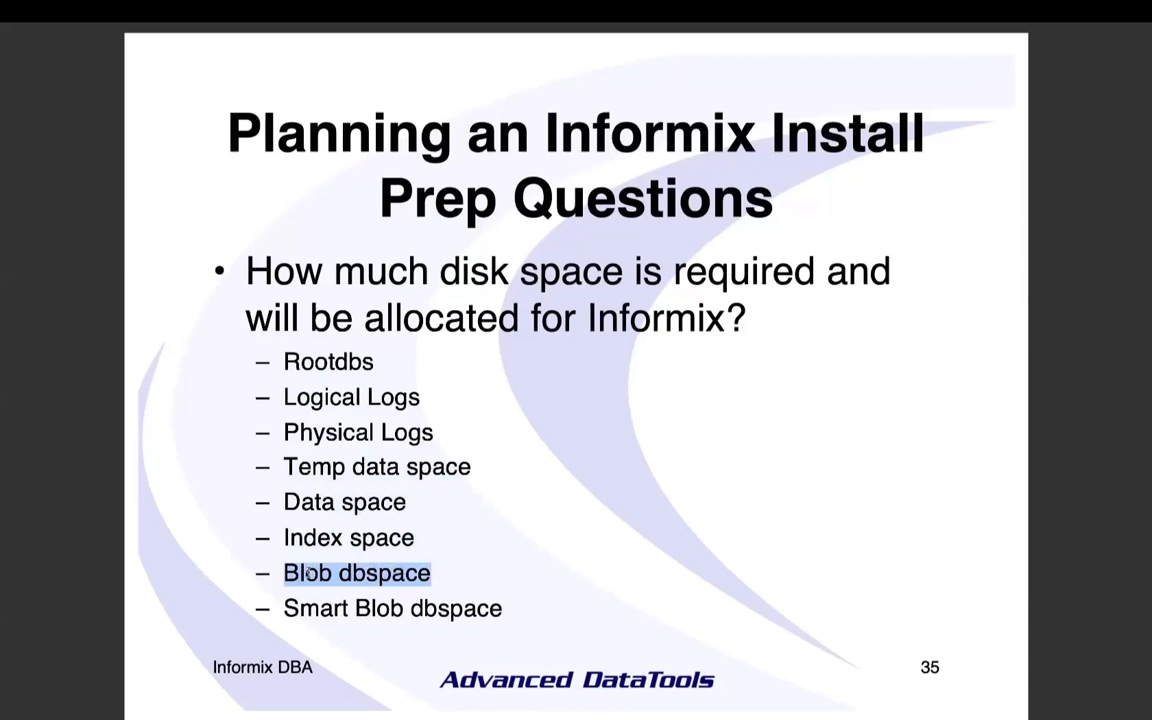 Planning an Informix Install
Prep Questions
• How much disk space is required and
will be allocated for Informix?
– Rootdbs
– Logical Logs
– Physical Logs
– Temp data space
– Data space
– Index space
– Blob dbspace
– Smart Blob dbspace
Informix DBA
Advanced DataTools
35